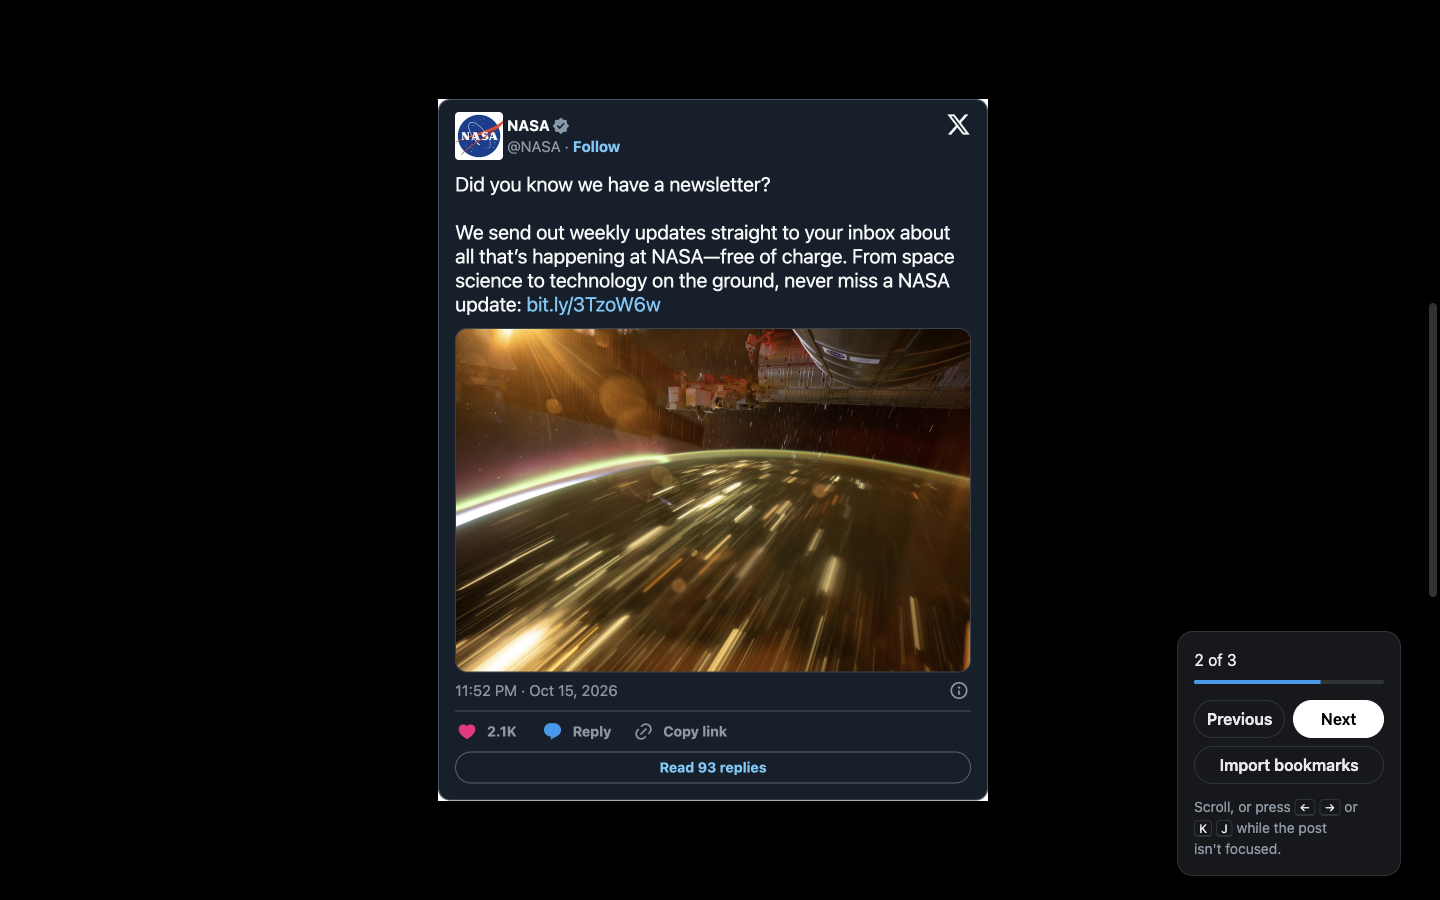 NASA
NASA
@NASA · Follow
Did you know we have a newsletter?
We send out weekly updates straight to your inbox about
all that's happening at NASA—free of charge. From space
science to technology on the ground, never miss a NASA
update: bit.ly/3TzoW6w
11:52 PM · Oct 15, 2026
2.1K Reply Copy link
Read 93 replies
2 of 3
Previous Next
Import bookmarks
Scroll, or press ← → or
K J while the post
isn't focused.